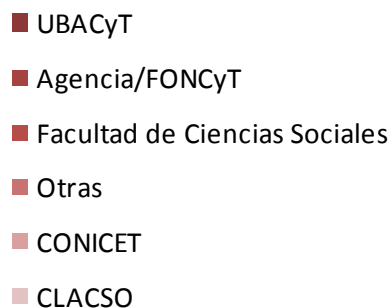 UBACyT
Agencia/FONCyT
Facultad de Ciencias Sociales
Otras
CONICET
CLACSO